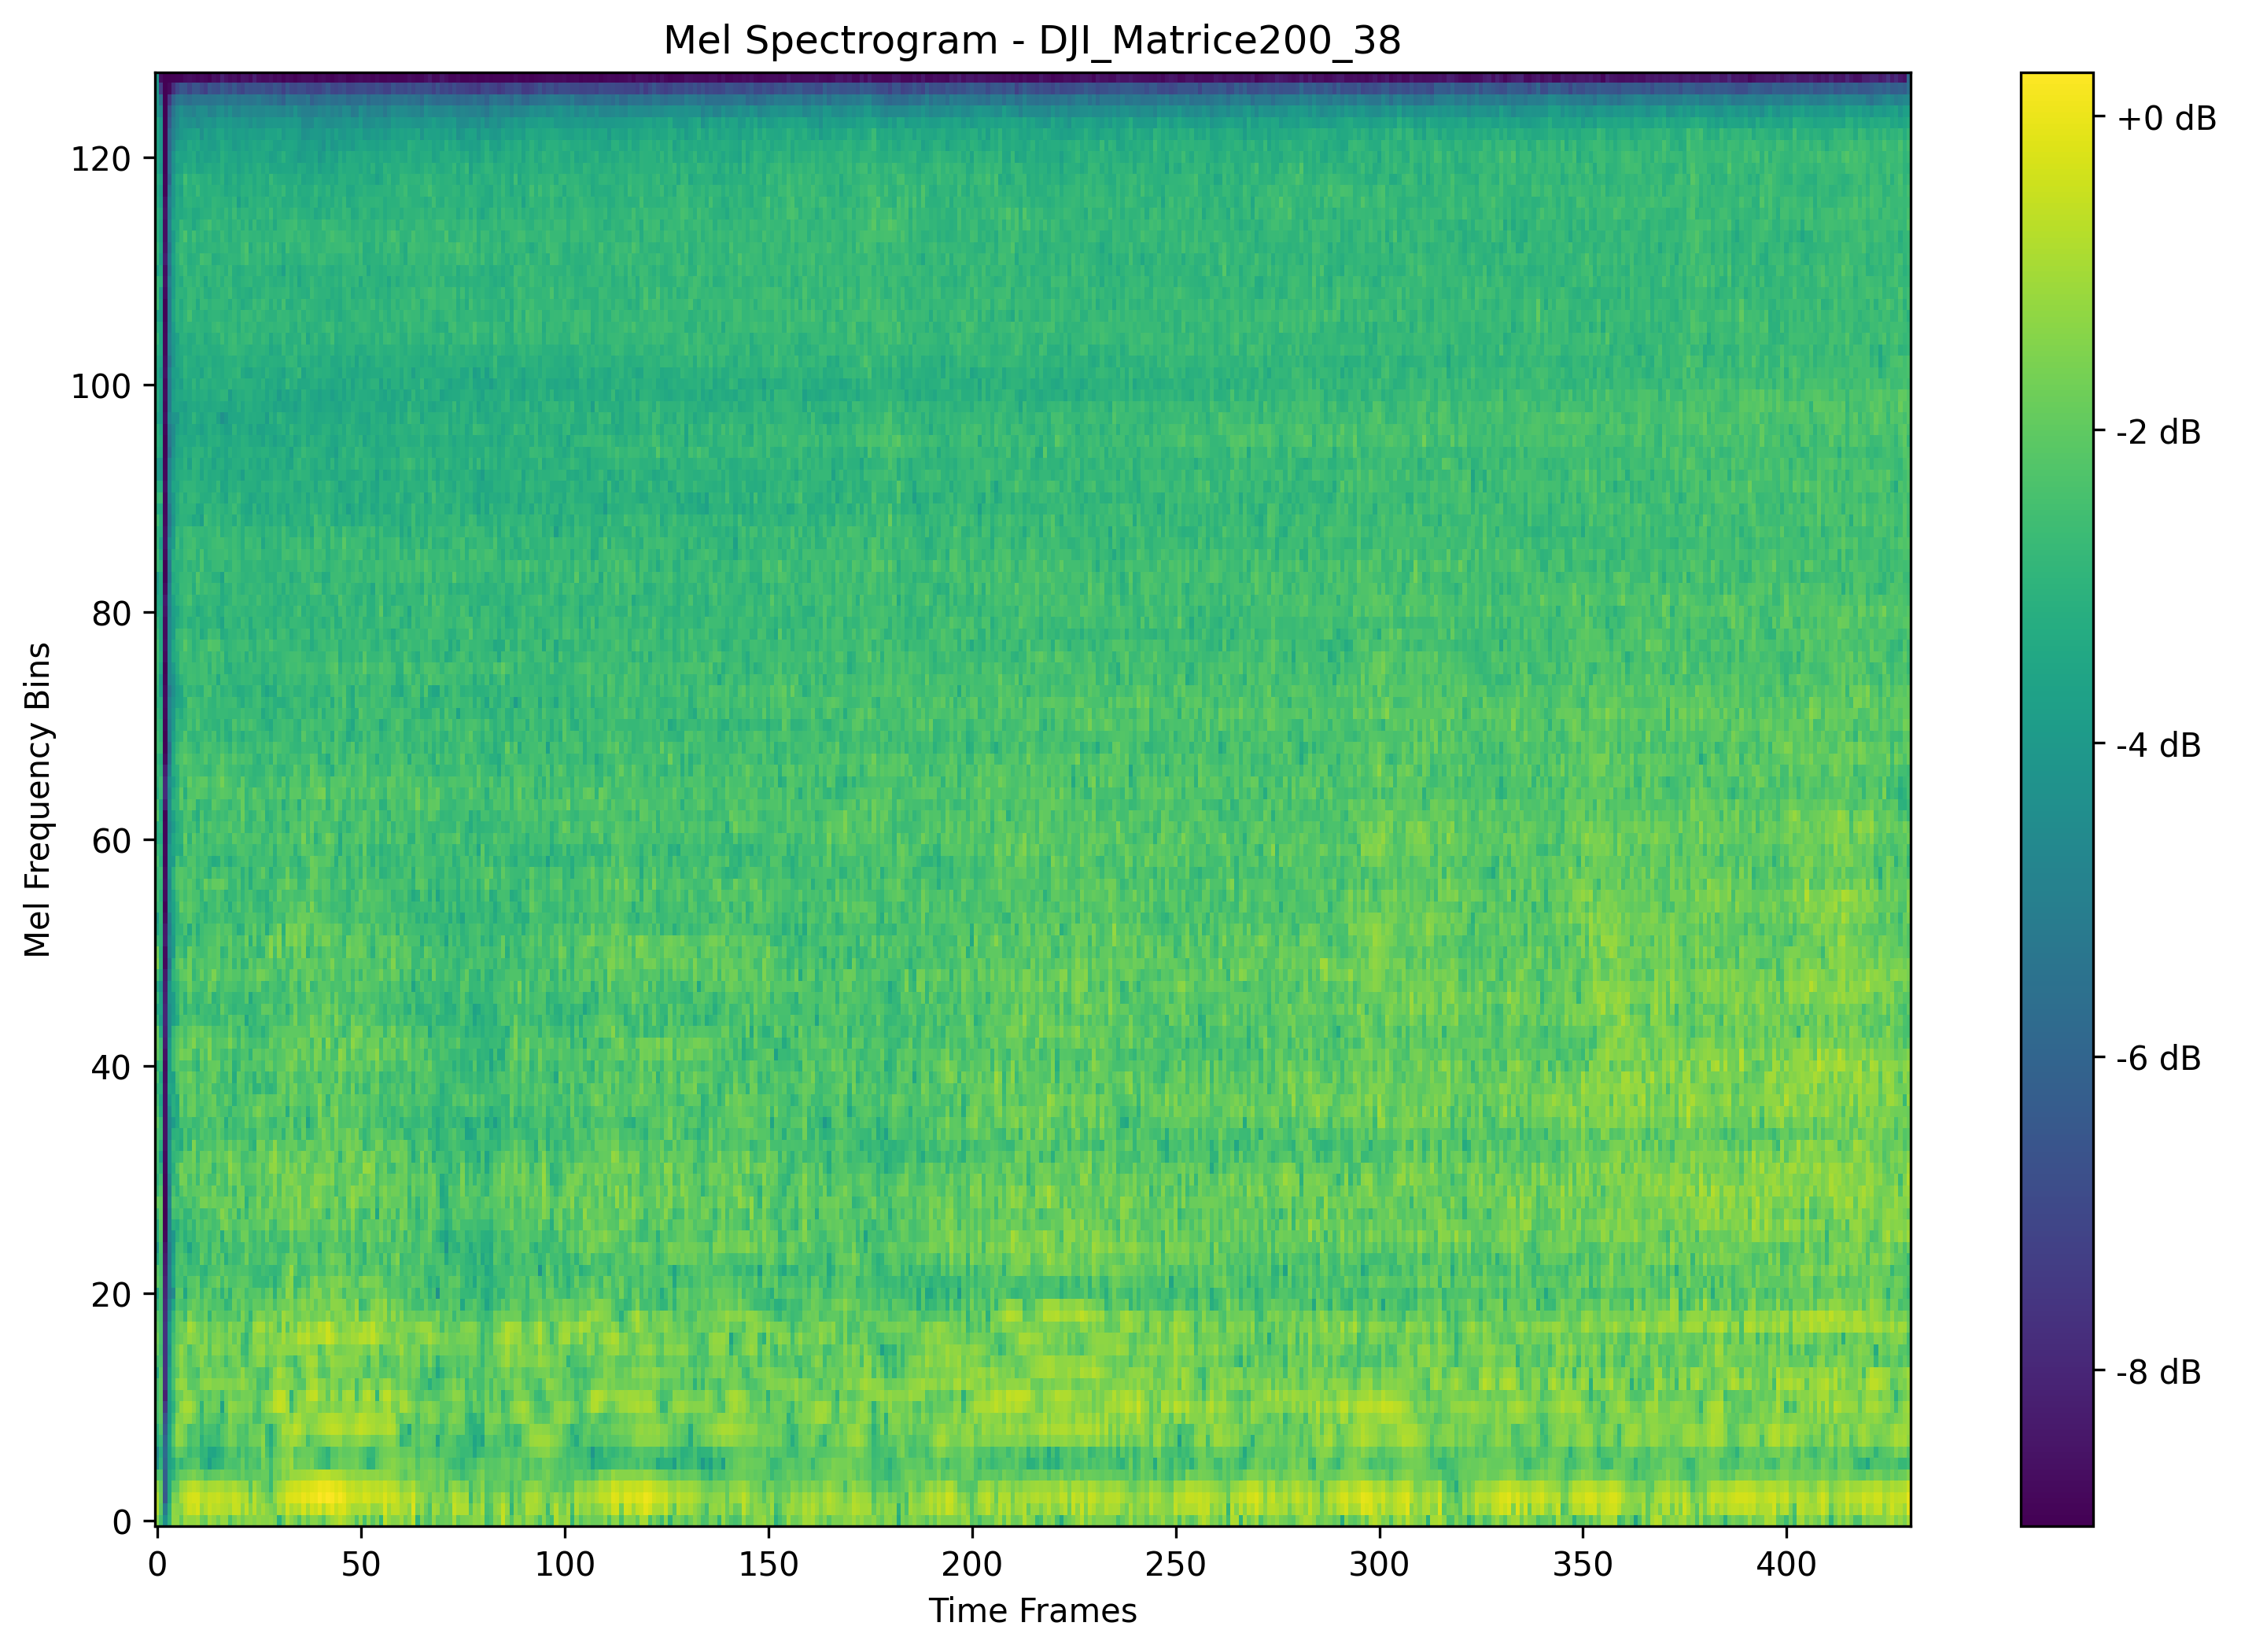 Mel Spectrogram - DJI_Matrice200_38
Mel Frequency Bins
120
100
80
60
40
20
0
0 50 100 150 200 250 300 350 400
Time Frames
+0 dB
-2 dB
-4 dB
-6 dB
-8 dB